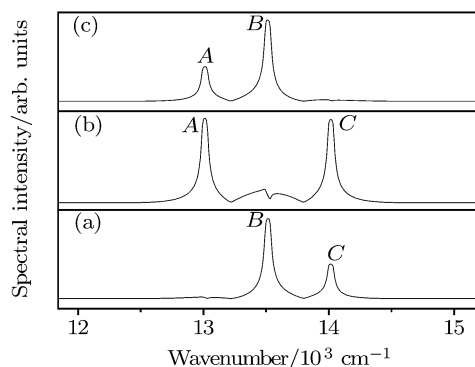 Spectral intensity/arb. units
(c)
A
B
(b)
A
C
(a)
B
C
12 13 14 15
Wavenumber/10³ cm⁻¹